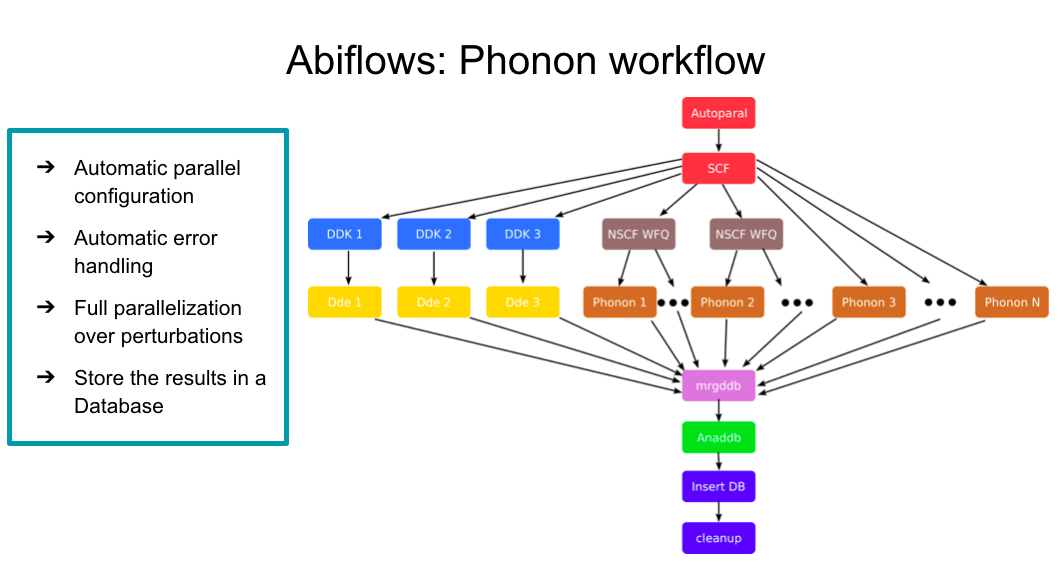 Abiflows: Phonon workflow
➔ Automatic parallel
configuration
➔ Automatic error
handling
➔ Full parallelization
over perturbations
➔ Store the results in a
Database
Autoparal
SCF
DDK 1
DDK 2
DDK 3
NSCF WFQ
NSCF WFQ
Dde 1
Dde 2
Dde 3
Phonon 1
Phonon 2
Phonon 3
Phonon N
mrgddb
Anaddb
Insert DB
cleanup